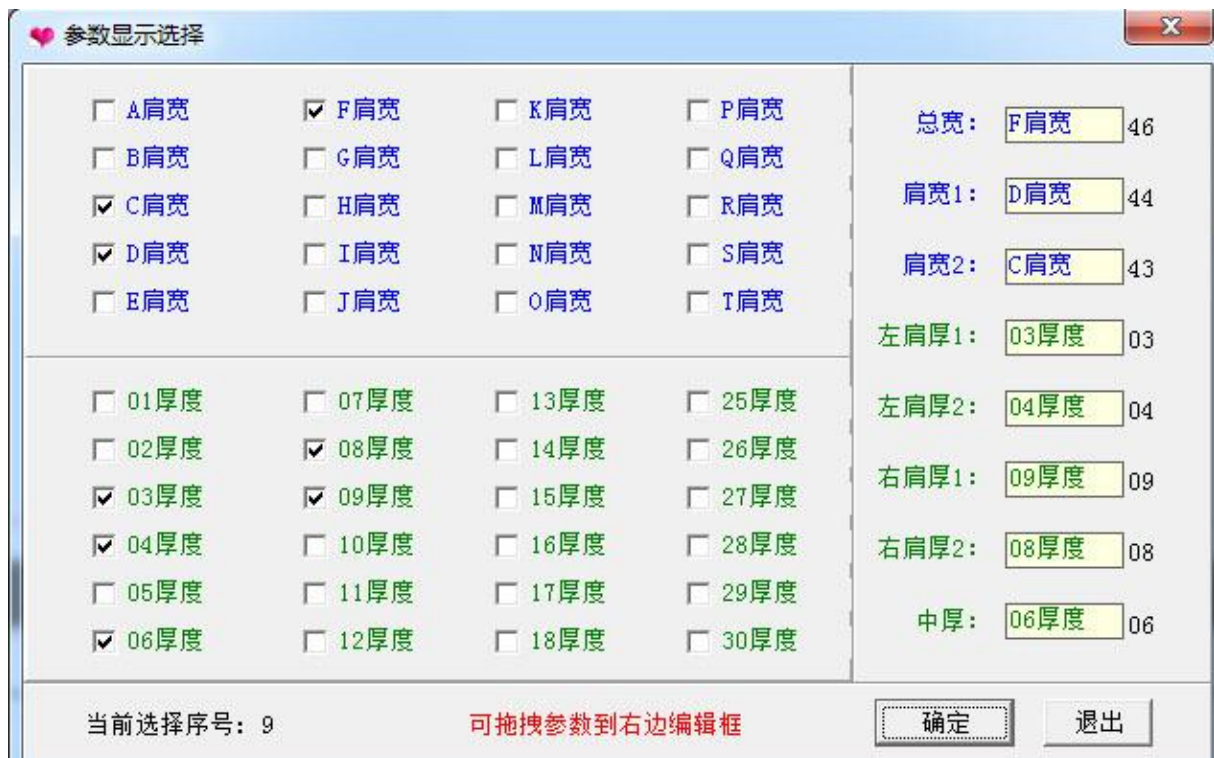 参数显示选择
A肩宽 F肩宽 K肩宽 P肩宽
B肩宽 G肩宽 L肩宽 Q肩宽
C肩宽 H肩宽 M肩宽 R肩宽
D肩宽 I肩宽 N肩宽 S肩宽
E肩宽 J肩宽 O肩宽 T肩宽
01厚度 07厚度 13厚度 25厚度
02厚度 08厚度 14厚度 26厚度
03厚度 09厚度 15厚度 27厚度
04厚度 10厚度 16厚度 28厚度
05厚度 11厚度 17厚度 29厚度
06厚度 12厚度 18厚度 30厚度
总宽: F肩宽 46
肩宽1: D肩宽 44
肩宽2: C肩宽 43
左肩厚1: 03厚度 03
左肩厚2: 04厚度 04
右肩厚1: 09厚度 09
右肩厚2: 08厚度 08
中厚: 06厚度 06
当前选择序号: 9 可拖拽参数到右边编辑框 确定 退出